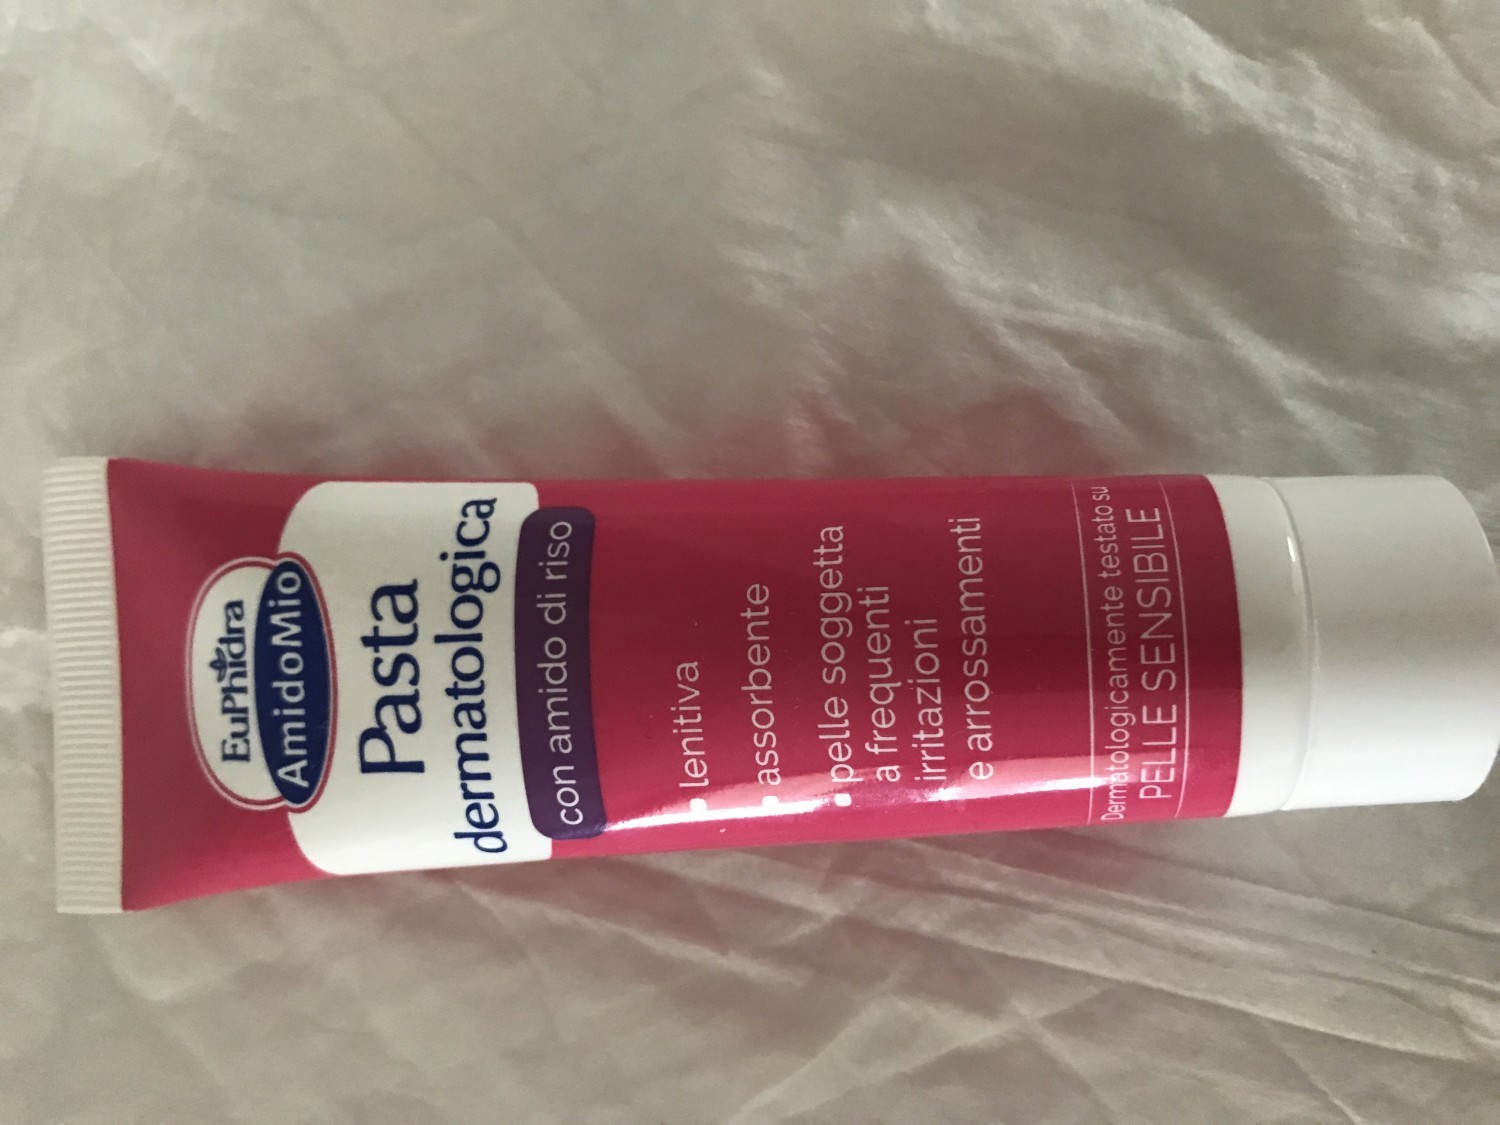 EuPhidra
AmidoMio
Pasta
dermatologica
con amido di riso
• lenitiva
• assorbente
• pelle soggetta
a frequenti
irritazioni
e arrossamenti
Dermatologicamente testato su
PELLE SENSIBILE